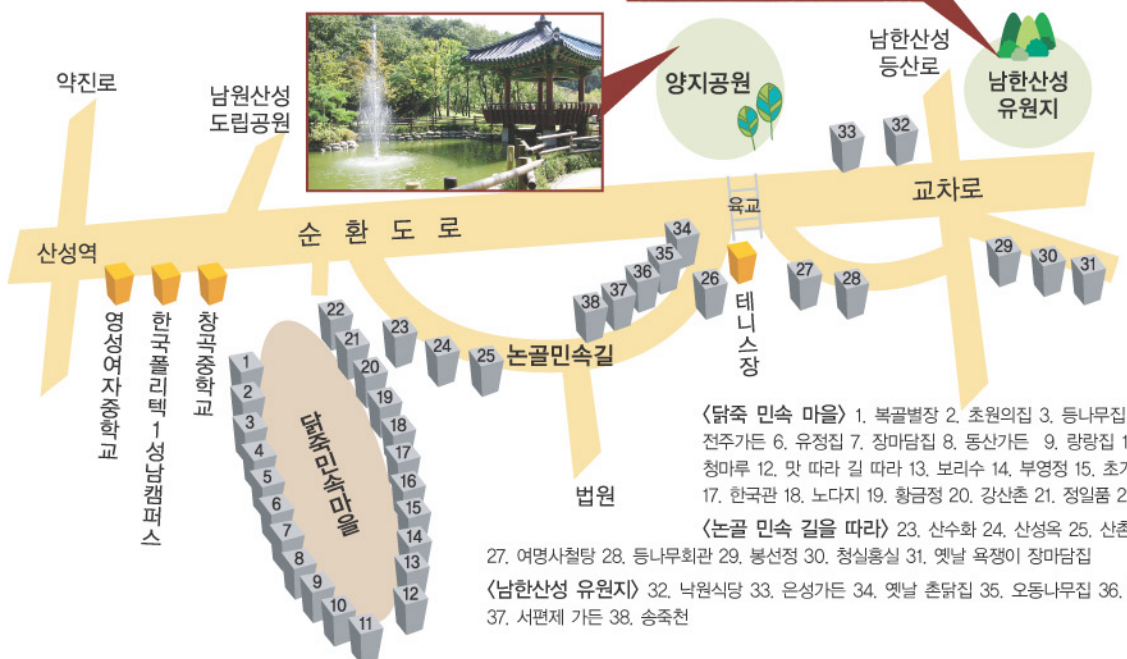 약진로
남원산성
도립공원
양지공원
남한산성
등산로
남한산성
유원지
33
32
산성역
순환도로
육교
교차로
영성여자중학교
한국폴리텍 1 성남캠퍼스
창곡중학교
34
35
36
37
38
26
테니스장
27
28
29
30
31
22
21
20
19
18
17
16
15
14
13
12
23
24
25
논골민속길
법원
1
2
3
4
5
6
7
8
9
10
11
닭죽민속마을
〈닭죽 민속 마을〉 1. 복골별장 2. 초원의집 3. 등나무집
전주가든 6. 유정집 7. 장마담집 8. 동산가든 9. 랑랑집 1
청마루 12. 맛 따라 길 따라 13. 보리수 14. 부영정 15. 초가
17. 한국관 18. 노다지 19. 황금정 20. 강산촌 21. 정일품 2
〈논골 민속 길을 따라〉 23. 산수화 24. 산성옥 25. 산촌
27. 여명사철탕 28. 등나무회관 29. 봉선정 30. 청실홍실 31. 옛날 욕쟁이 장마담집
〈남한산성 유원지〉 32. 낙원식당 33. 은성가든 34. 옛날 촌닭집 35. 오동나무집 36.
37. 서편제 가든 38. 송죽천